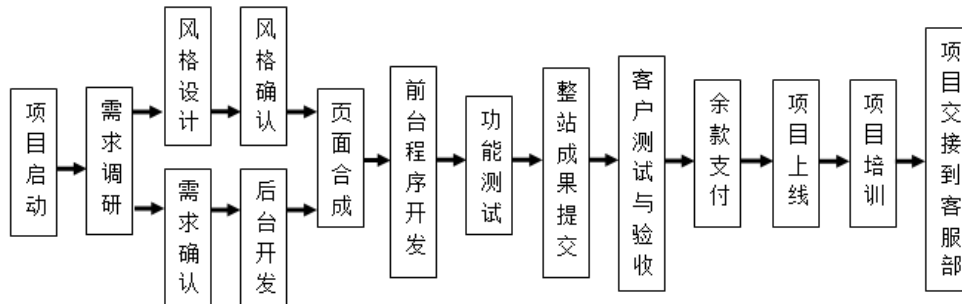 项目启动
需求调研
风格设计
风格确认
需求确认
后台开发
页面合成
前台程序开发
功能测试
整站成果提交
客户测试与验收
余款支付
项目上线
项目培训
项目交接到客服部